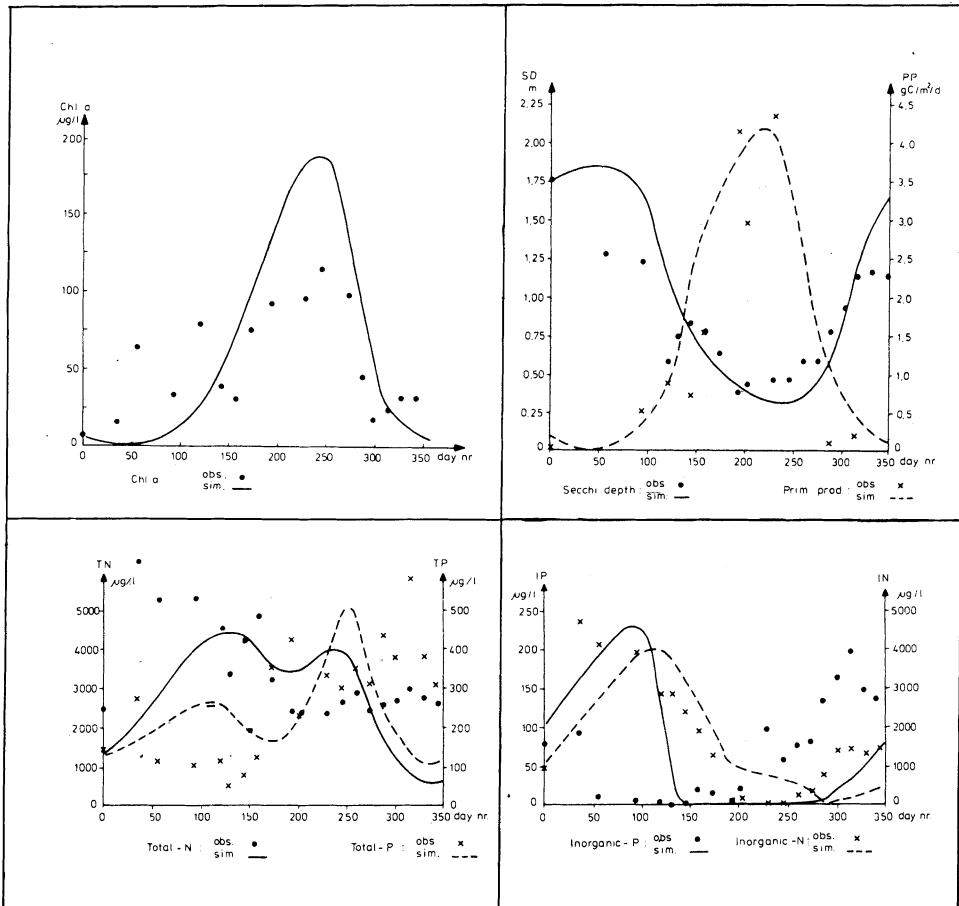 Chl a
µg/l
200
150
100
50
0
0 50 100 150 200 250 300 350 day nr.
Chl a obs. •
sim. —
SD
m
2,25
2,00
1,75
1,50
1,25
1,00
0,75
0,50
0,25
0
PP
gC/m²/d
4,5
4,0
3,5
3,0
2,5
2,0
1,5
1,0
0,5
0
0 50 100 150 200 250 300 350 day nr.
Secchi depth : obs • Prim prod : obs x
sim. — sim ---
TN
µg/l
5000
4000
3000
2000
1000
0
TP
µg/l
500
400
300
200
100
0
0 50 100 150 200 250 300 350 day nr.
Total-N : obs. • Total-P : obs. x
sim — sim. ---
IP
µg/l
250
200
150
100
50
0
IN
µg/l
5000
4000
3000
2000
1000
0
0 50 100 150 200 250 300 350 day nr.
Inorganic-P : obs • Inorganic-N : obs. x
sim. — sim. ---